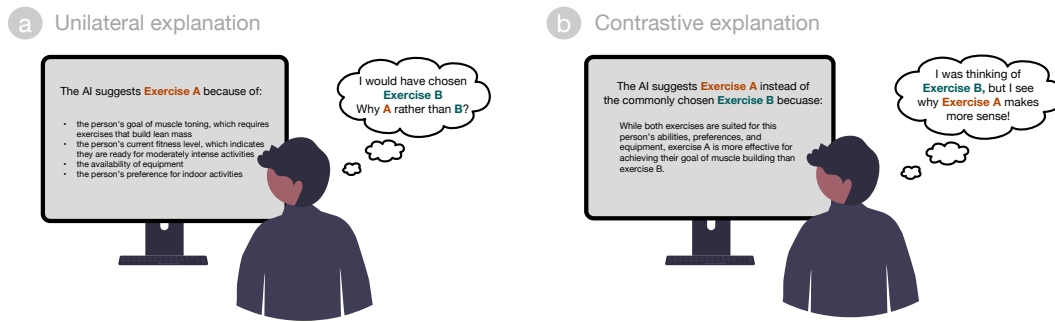 a Unilateral explanation
The AI suggests Exercise A because of:
• the person's goal of muscle toning, which requires
exercises that build lean mass
• the person's current fitness level, which indicates
they are ready for moderately intense activities
• the availability of equipment
• the person's preference for indoor activities
I would have chosen
Exercise B
Why A rather than B?
b Contrastive explanation
The AI suggests Exercise A instead of
the commonly chosen Exercise B becuase:
While both exercises are suited for this
person's abilities, preferences, and
equipment, exercise A is more effective for
achieving their goal of muscle building than
exercise B.
I was thinking of
Exercise B, but I see
why Exercise A makes
more sense!